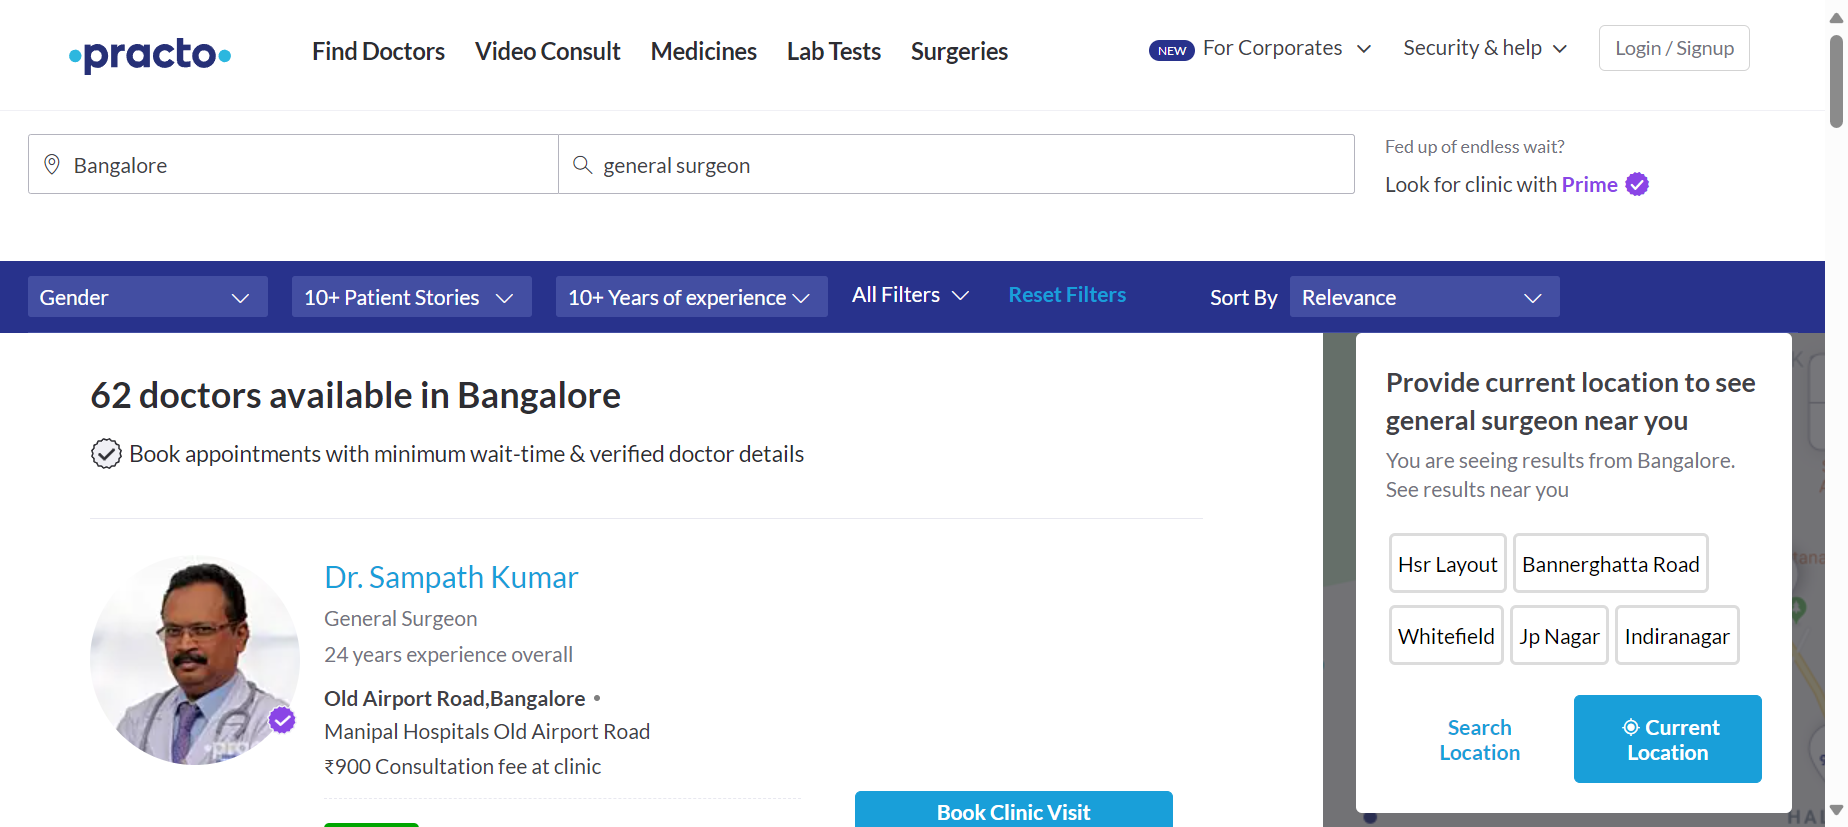 practo
Find Doctors
Video Consult
Medicines
Lab Tests
Surgeries
NEW
For Corporates
Security & help
Login / Signup
Bangalore
general surgeon
Fed up of endless wait?
Look for clinic with Prime
Gender
10+ Patient Stories
10+ Years of experience
All Filters
Reset Filters
Sort By
Relevance
62 doctors available in Bangalore
Book appointments with minimum wait-time & verified doctor details
Dr. Sampath Kumar
General Surgeon
24 years experience overall
Old Airport Road,Bangalore •
Manipal Hospitals Old Airport Road
₹900 Consultation fee at clinic
Book Clinic Visit
Provide current location to see
general surgeon near you
You are seeing results from Bangalore.
See results near you
Hsr Layout
Bannerghatta Road
Whitefield
Jp Nagar
Indiranagar
Search
Location
Current
Location